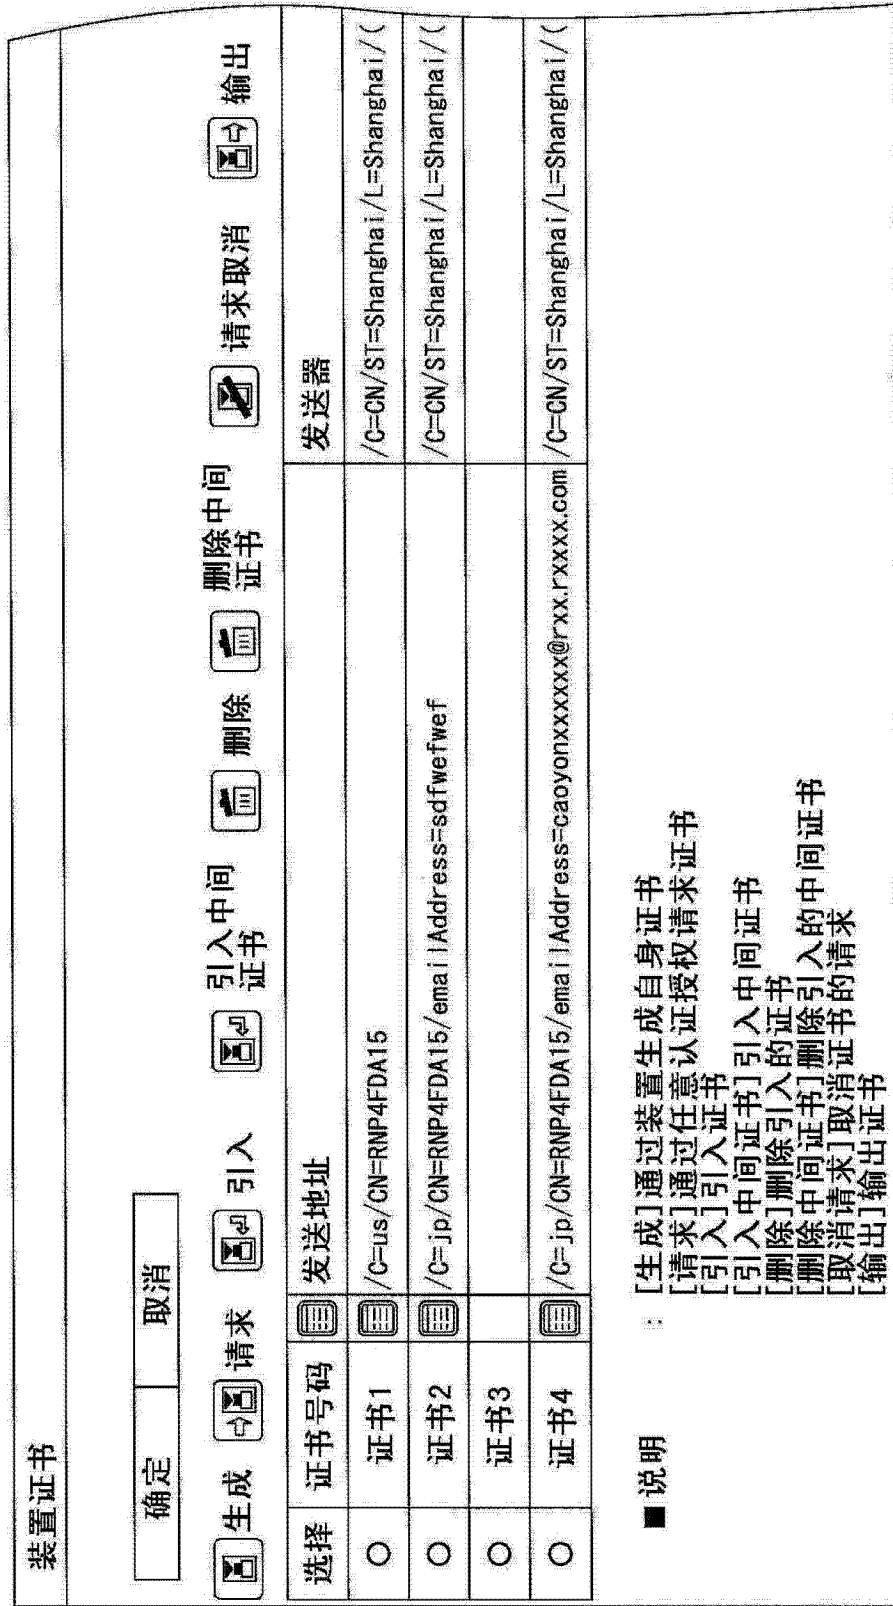 装置证书
确定 取消
生成 请求 引入 引入中间证书 删除 删除中间证书 请求取消 输出
选择 证书号码 发送地址 发送器
证书1 /C=us/CN=RNP4FDA15 /C=CN/ST=Shanghai/L=Shanghai/(
证书2 /C=jp/CN=RNP4FDA15/emailAddress=sdfwefwef /C=CN/ST=Shanghai/L=Shanghai/(
证书3
证书4 /C=jp/CN=RNP4FDA15/emailAddress=caoyonxxxxxx@rxx.rxxxx.com /C=CN/ST=Shanghai/L=Shanghai/(
■说明 : [生成]通过装置生成自身证书
[请求]通过任意认证授权请求证书
[引入]引入证书
[引入中间证书]引入中间证书
[删除]删除引入的证书
[删除中间证书]删除引入的中间证书
[取消请求]取消证书的请求
[输出]输出证书